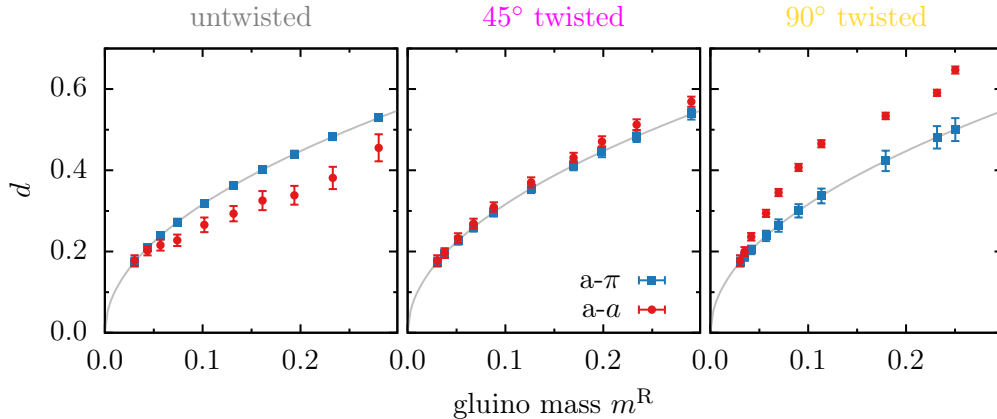 untwisted
45° twisted
90° twisted
0.6
0.4
0.2
0.0
d
a-π
a-a
0.0 0.1 0.2
0.0 0.1 0.2
0.0 0.1 0.2
gluino mass mᴿ